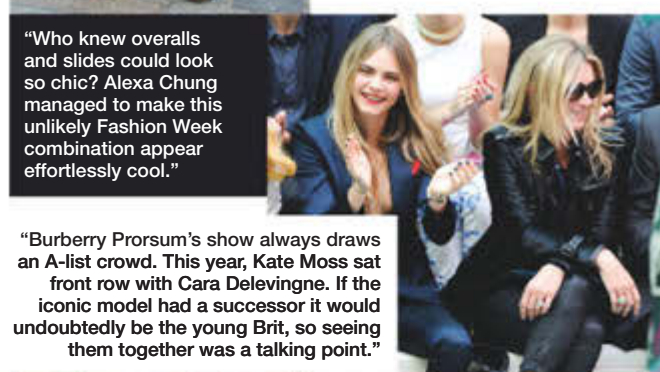 “Who knew overalls
and slides could look
so chic? Alexa Chung
managed to make this
unlikely Fashion Week
combination appear
effortlessly cool.”
“Burberry Prorsum’s show always draws
an A-list crowd. This year, Kate Moss sat
front row with Cara Delevingne. If the
iconic model had a successor it would
undoubtedly be the young Brit, so seeing
them together was a talking point.”